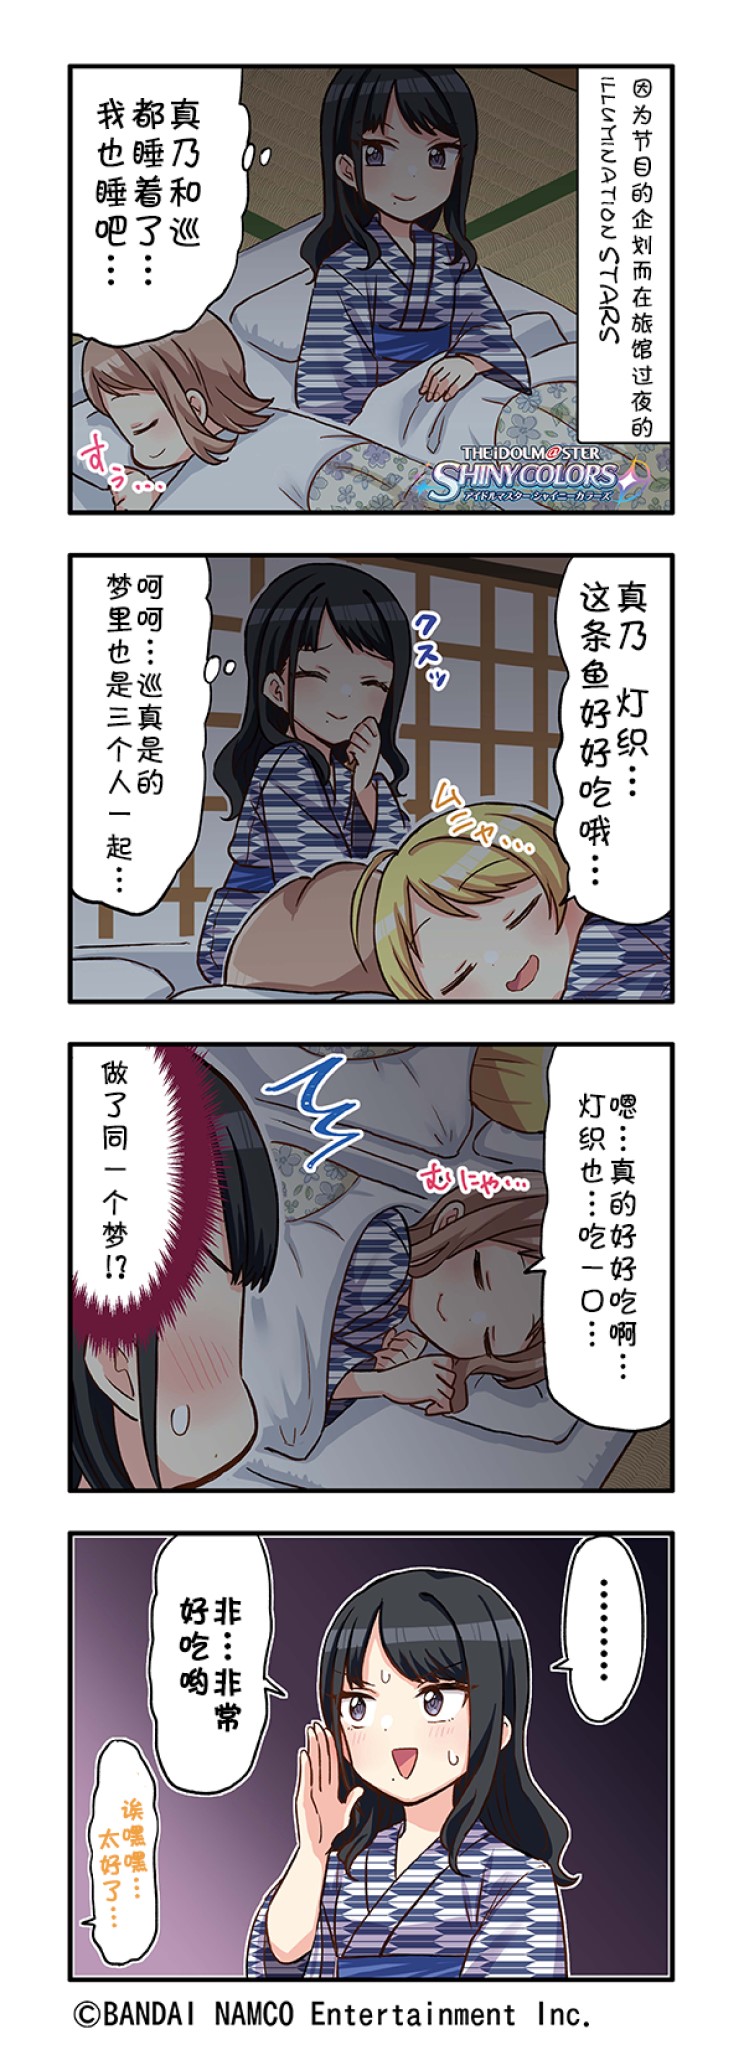 因为节目的企划而在旅馆过夜的
ILLUMINATION STARS
真乃和巡
都睡着了…
我也睡吧…
すぅ…
THE iDOLM@STER
SHINYCOLORS
アイドルマスター シャイニーカラーズ
真乃 灯织…
这条鱼好好吃哦…
クスッ
ムニャ…
呵呵…巡真是的
梦里也是三个人一起…
嗯…真的好好吃啊…
灯织也…吃一口…
むにゃ…
做了同一个梦!?
………
非…非常
好吃哟
诶嘿嘿…
太好了…
©BANDAI NAMCO Entertainment Inc.